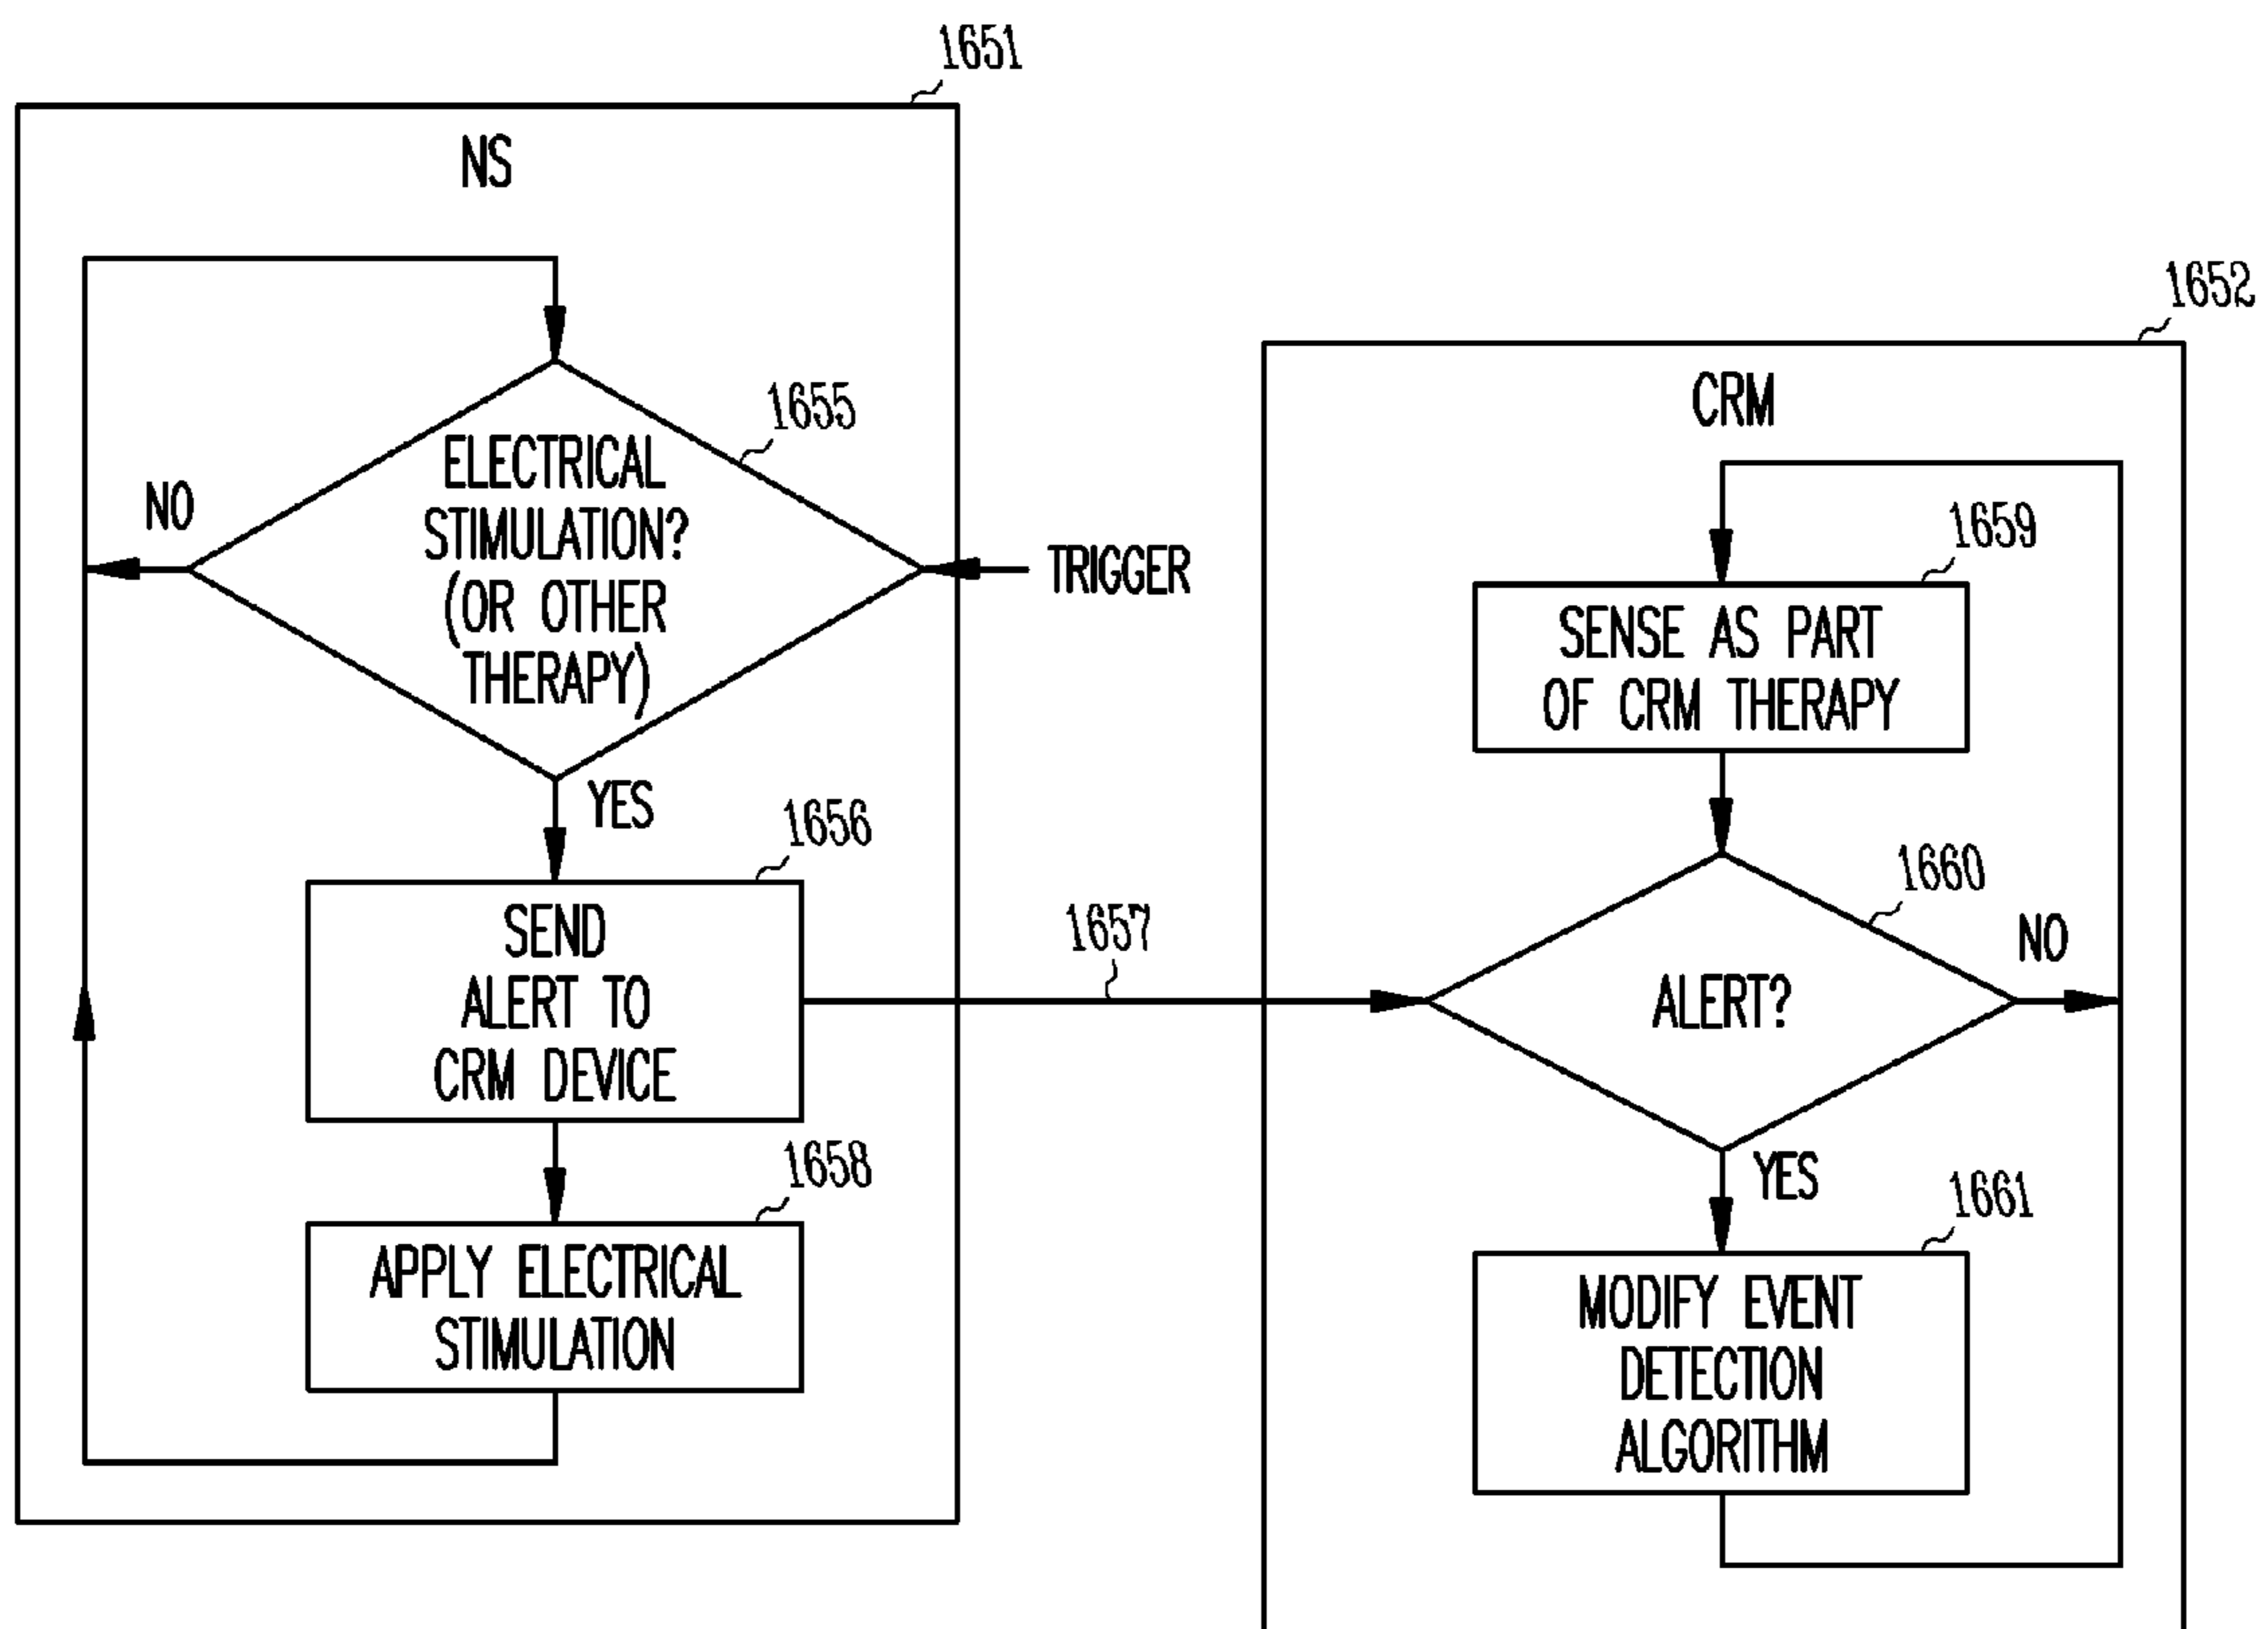 1651
NS
1655
ELECTRICAL
STIMULATION?
(OR OTHER
THERAPY)
NO
TRIGGER
YES
1656
SEND
ALERT TO
CRM DEVICE
1657
1658
APPLY ELECTRICAL
STIMULATION
1652
CRM
1659
SENSE AS PART
OF CRM THERAPY
1660
ALERT?
NO
YES
1661
MODIFY EVENT
DETECTION
ALGORITHM